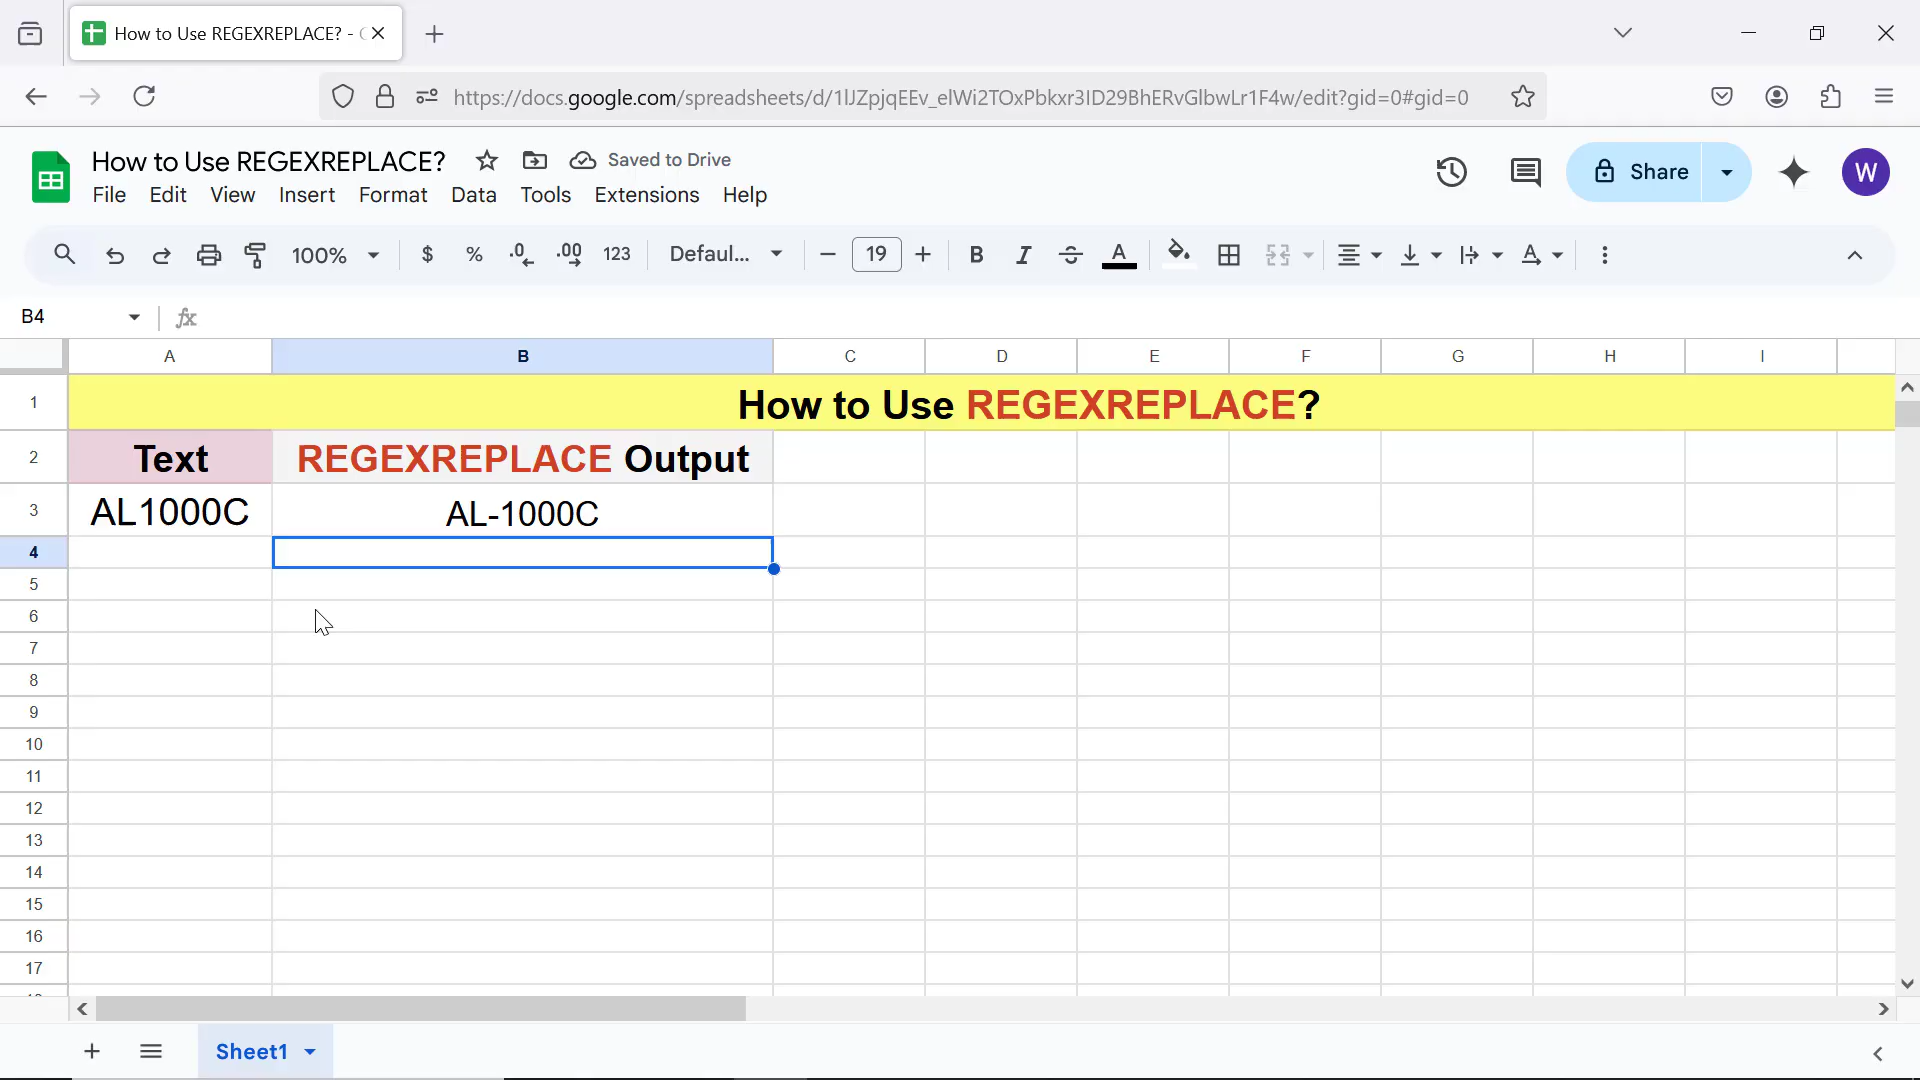 How to Use REGEXREPLACE? -
https://docs.google.com/spreadsheets/d/1lJZpjqEEv_elWi2TOxPbkxr3ID29BhERvGlbwLr1F4w/edit?gid=0#gid=0
How to Use REGEXREPLACE?
Saved to Drive
File Edit View Insert Format Data Tools Extensions Help
Share
W
100% $ % .0 .00 123 Defaul... 19 B I S A
B4 fx
A B C D E F G H I
1 How to Use REGEXREPLACE?
2 Text REGEXREPLACE Output
3 AL1000C AL-1000C
4
5
6
7
8
9
10
11
12
13
14
15
16
17
Sheet1